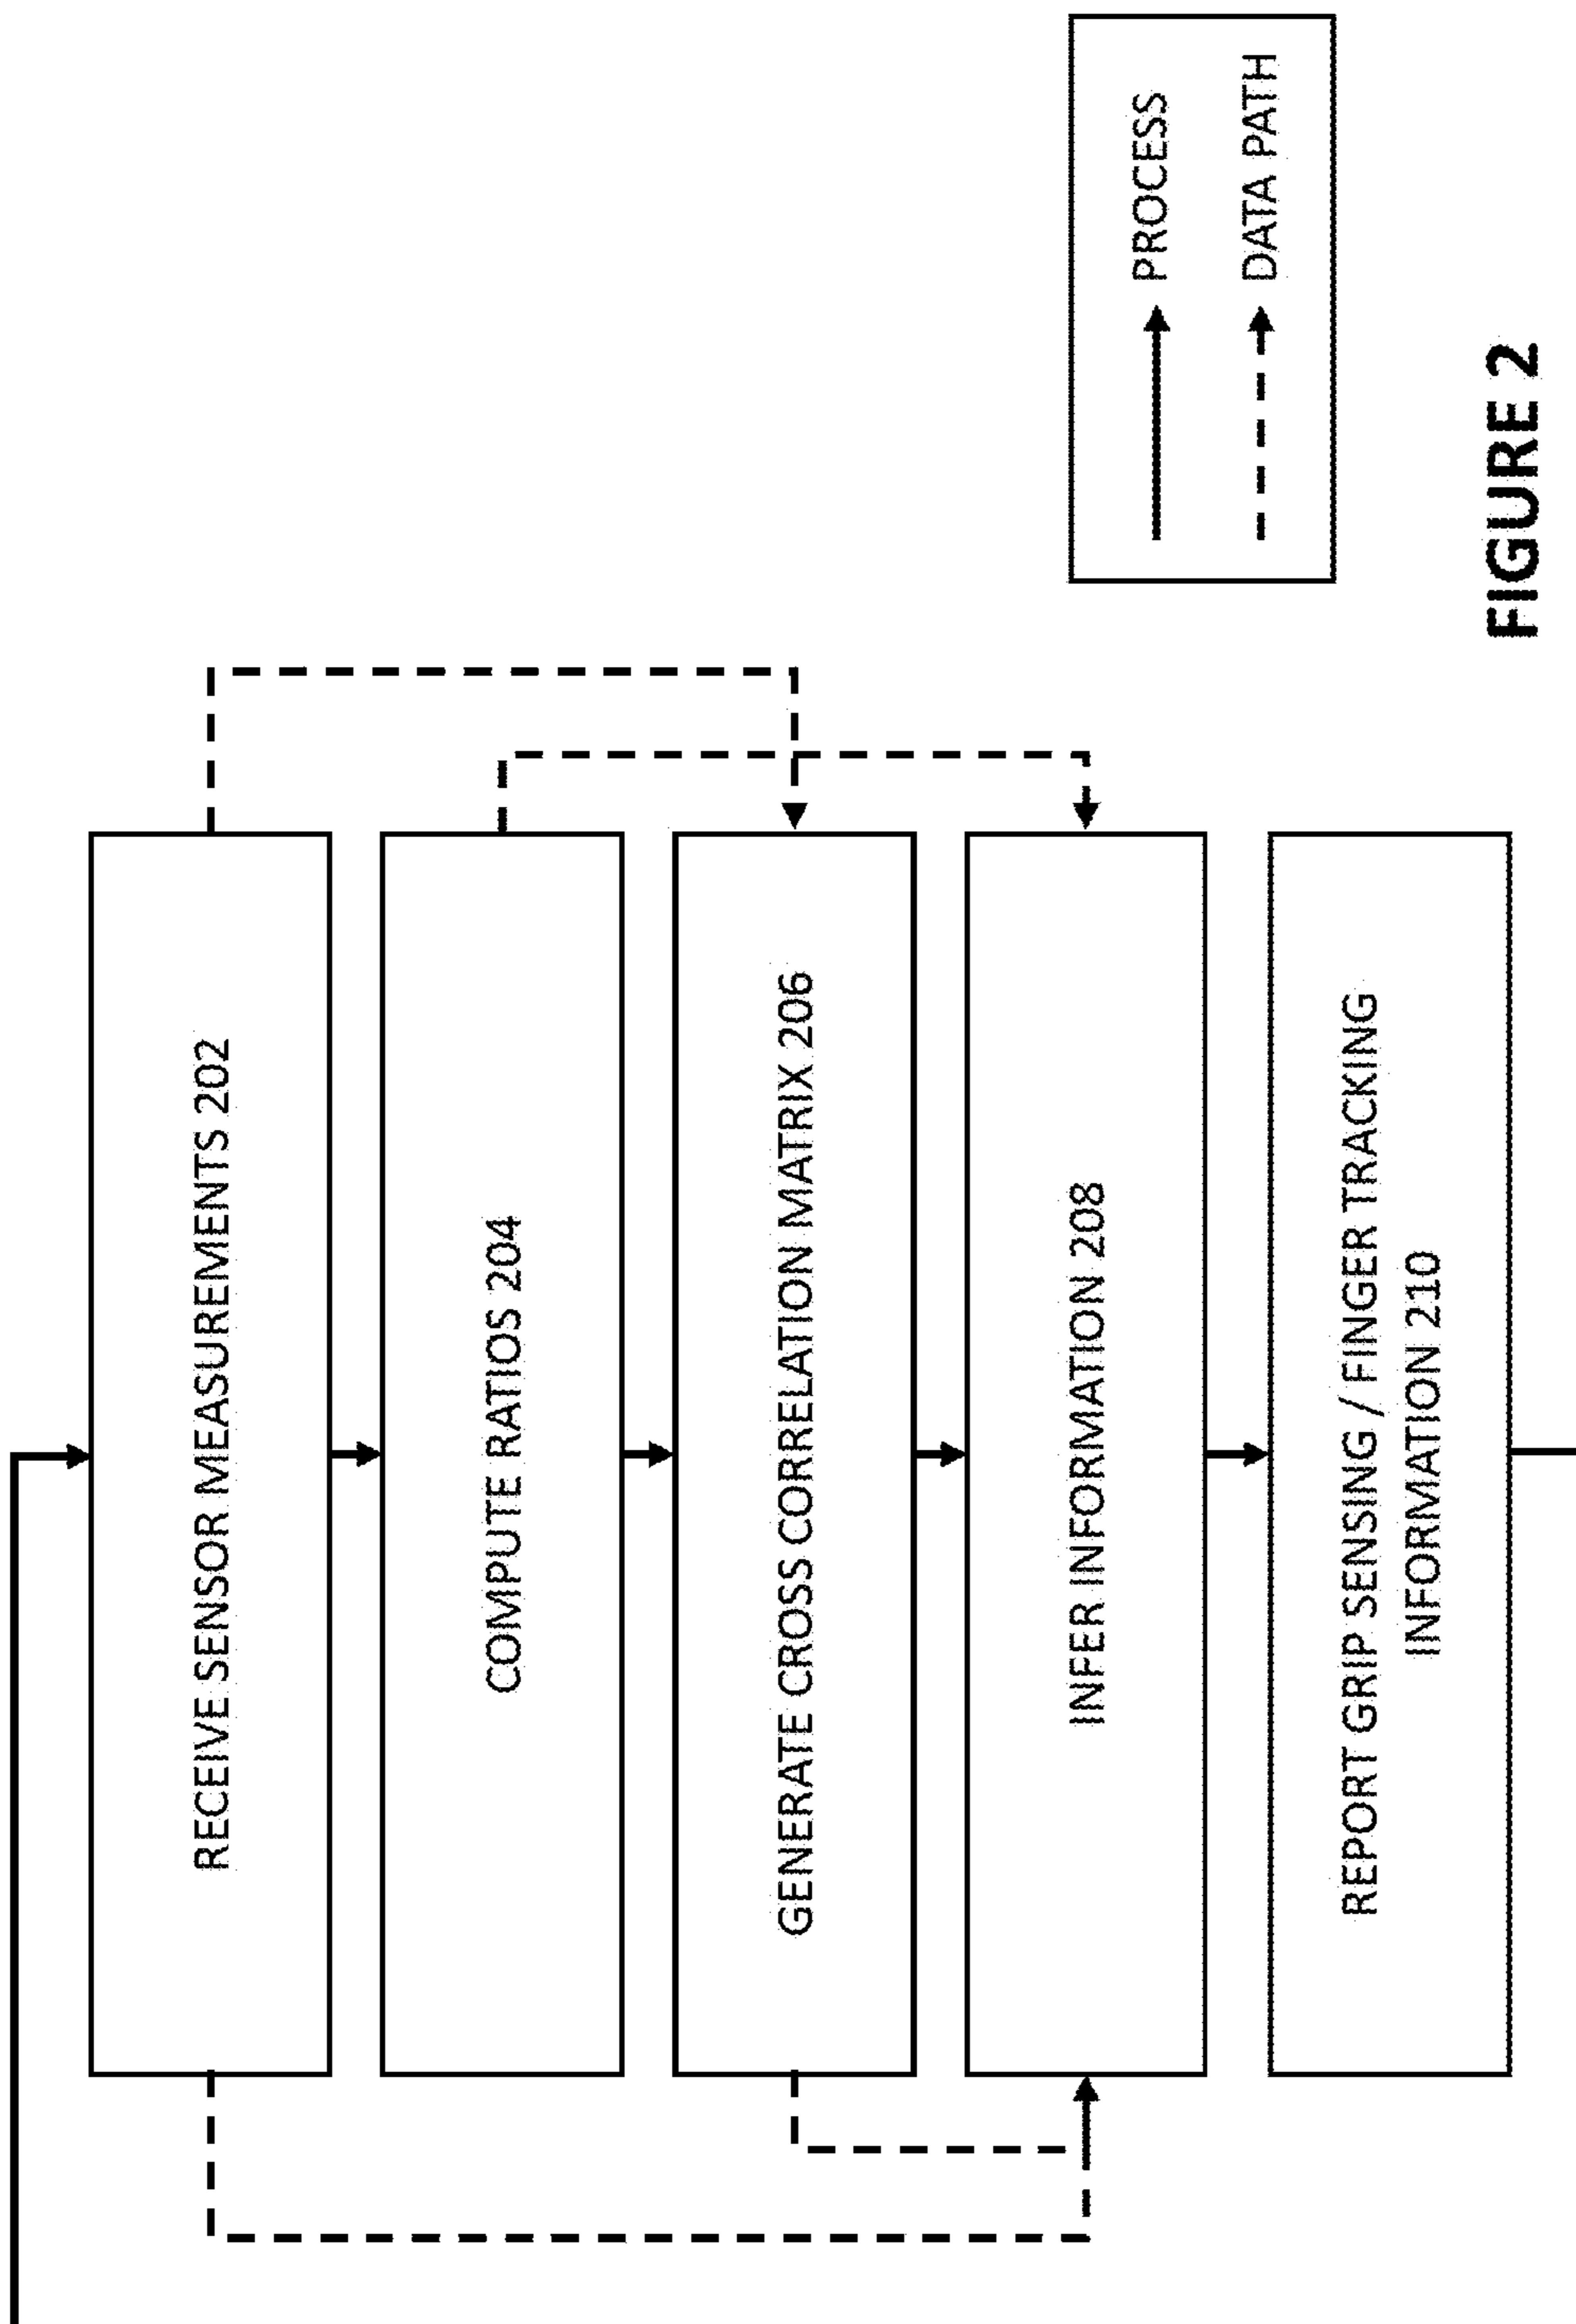 RECEIVE SENSOR MEASUREMENTS 202
COMPUTE RATIOS 204
GENERATE CROSS CORRELATION MATRIX 206
INFER INFORMATION 208
REPORT GRIP SENSING / FINGER TRACKING
INFORMATION 210
PROCESS
DATA PATH
FIGURE 2